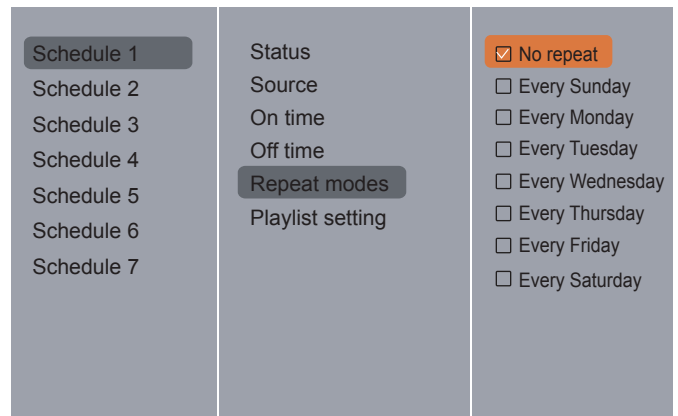 Schedule 1
Schedule 2
Schedule 3
Schedule 4
Schedule 5
Schedule 6
Schedule 7
Status
Source
On time
Off time
Repeat modes
Playlist setting
No repeat
Every Sunday
Every Monday
Every Tuesday
Every Wednesday
Every Thursday
Every Friday
Every Saturday